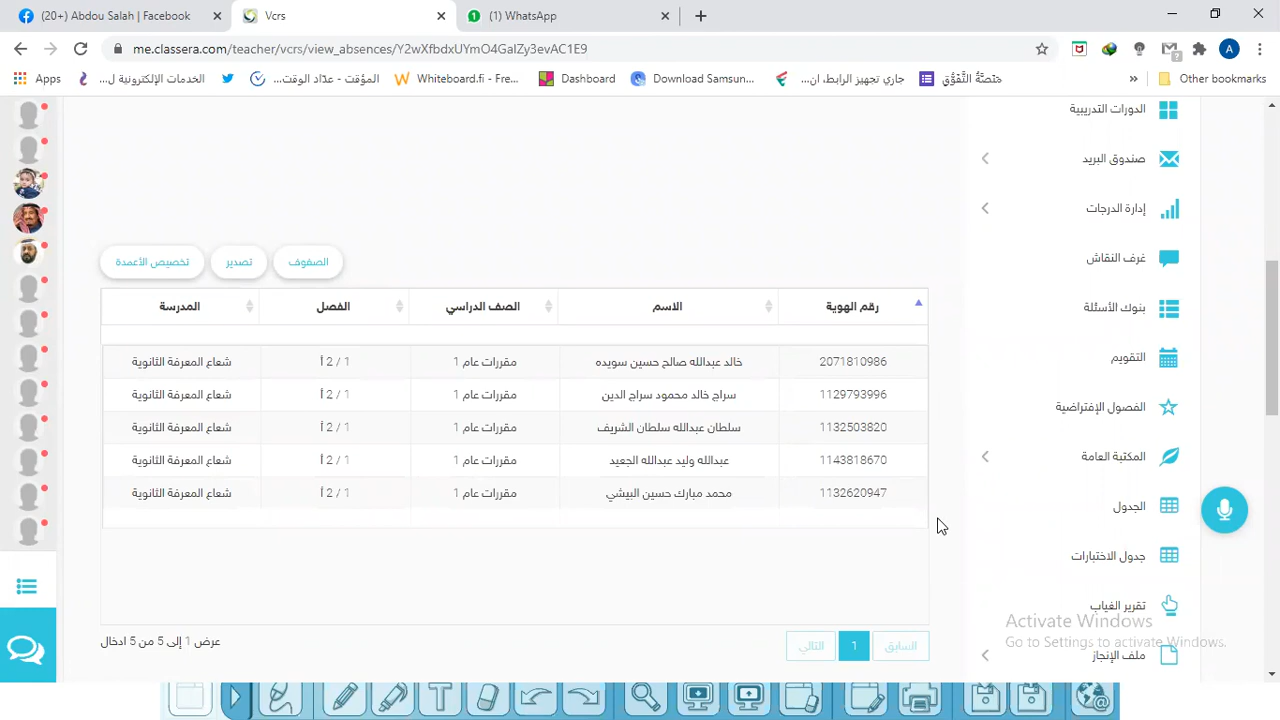 (20+) Abdou Salah | Facebook
Vcrs
(1) WhatsApp
me.classera.com/teacher/vcrs/view_absences/Y2wXfbdxUYmO4GaIZy3evAC1E9
Apps
الخدمات الإلكترونية ل...
المؤقت - عدّاد الوقت...
Whiteboard.fi - Fre...
Dashboard
Download Samsun...
جاري تجهيز الرابط، ان...
مَنَصَّةُ التَّفَوُّق
Other bookmarks
الدورات التدريبية
صندوق البريد
إدارة الدرجات
غرف النقاش
بنوك الأسئلة
التقويم
الفصول الإفتراضية
المكتبة العامة
الجدول
جدول الاختبارات
تقرير الغياب
ملف الإنجاز
الصفوف تصدير تخصيص الأعمدة
رقم الهوية الاسم الصف الدراسي الفصل المدرسة
2071810986 خالد عبدالله صالح حسين سويده مقررات عام 1 1 / 2 أ شعاع المعرفة الثانوية
1129793996 سراج خالد محمود سراج الدين مقررات عام 1 1 / 2 أ شعاع المعرفة الثانوية
1132503820 سلطان عبدالله سلطان الشريف مقررات عام 1 1 / 2 أ شعاع المعرفة الثانوية
1143818670 عبدالله وليد عبدالله الجعيد مقررات عام 1 1 / 2 أ شعاع المعرفة الثانوية
1132620947 محمد مبارك حسين البيشي مقررات عام 1 1 / 2 أ شعاع المعرفة الثانوية
السابق 1 التالي
عرض 1 إلى 5 من 5 ادخال
Activate Windows
Go to Settings to activate Windows.